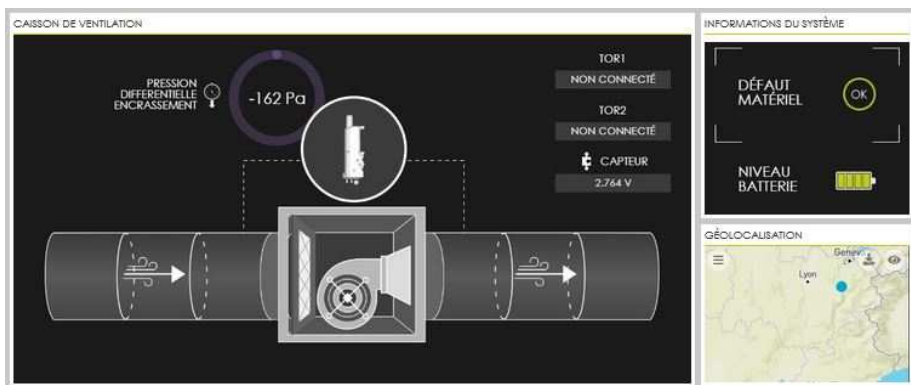 CAISSON DE VENTILATION
PRESSION
DIFFERENTIELLE
ENCRASSEMENT
-162 Pa
TOR1
NON CONNECTÉ
TOR2
NON CONNECTÉ
CAPTEUR
2.764 V
INFORMATIONS DU SYSTÈME
DÉFAUT
MATÉRIEL
OK
NIVEAU
BATTERIE
GÉOLOCALISATION
Lyon